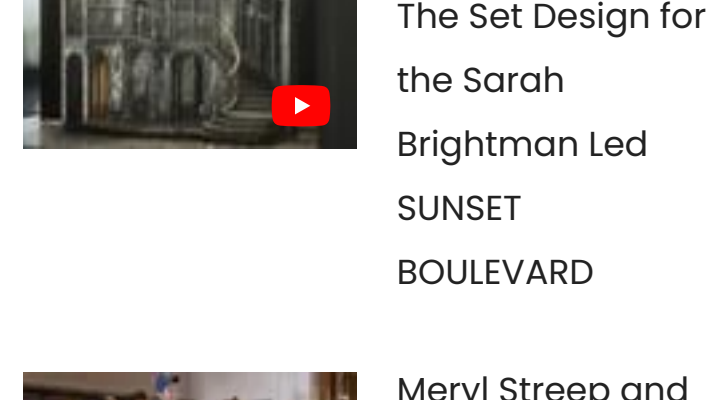 The Set Design for
the Sarah
Brightman Led
SUNSET
BOULEVARD
Meryl Streep and